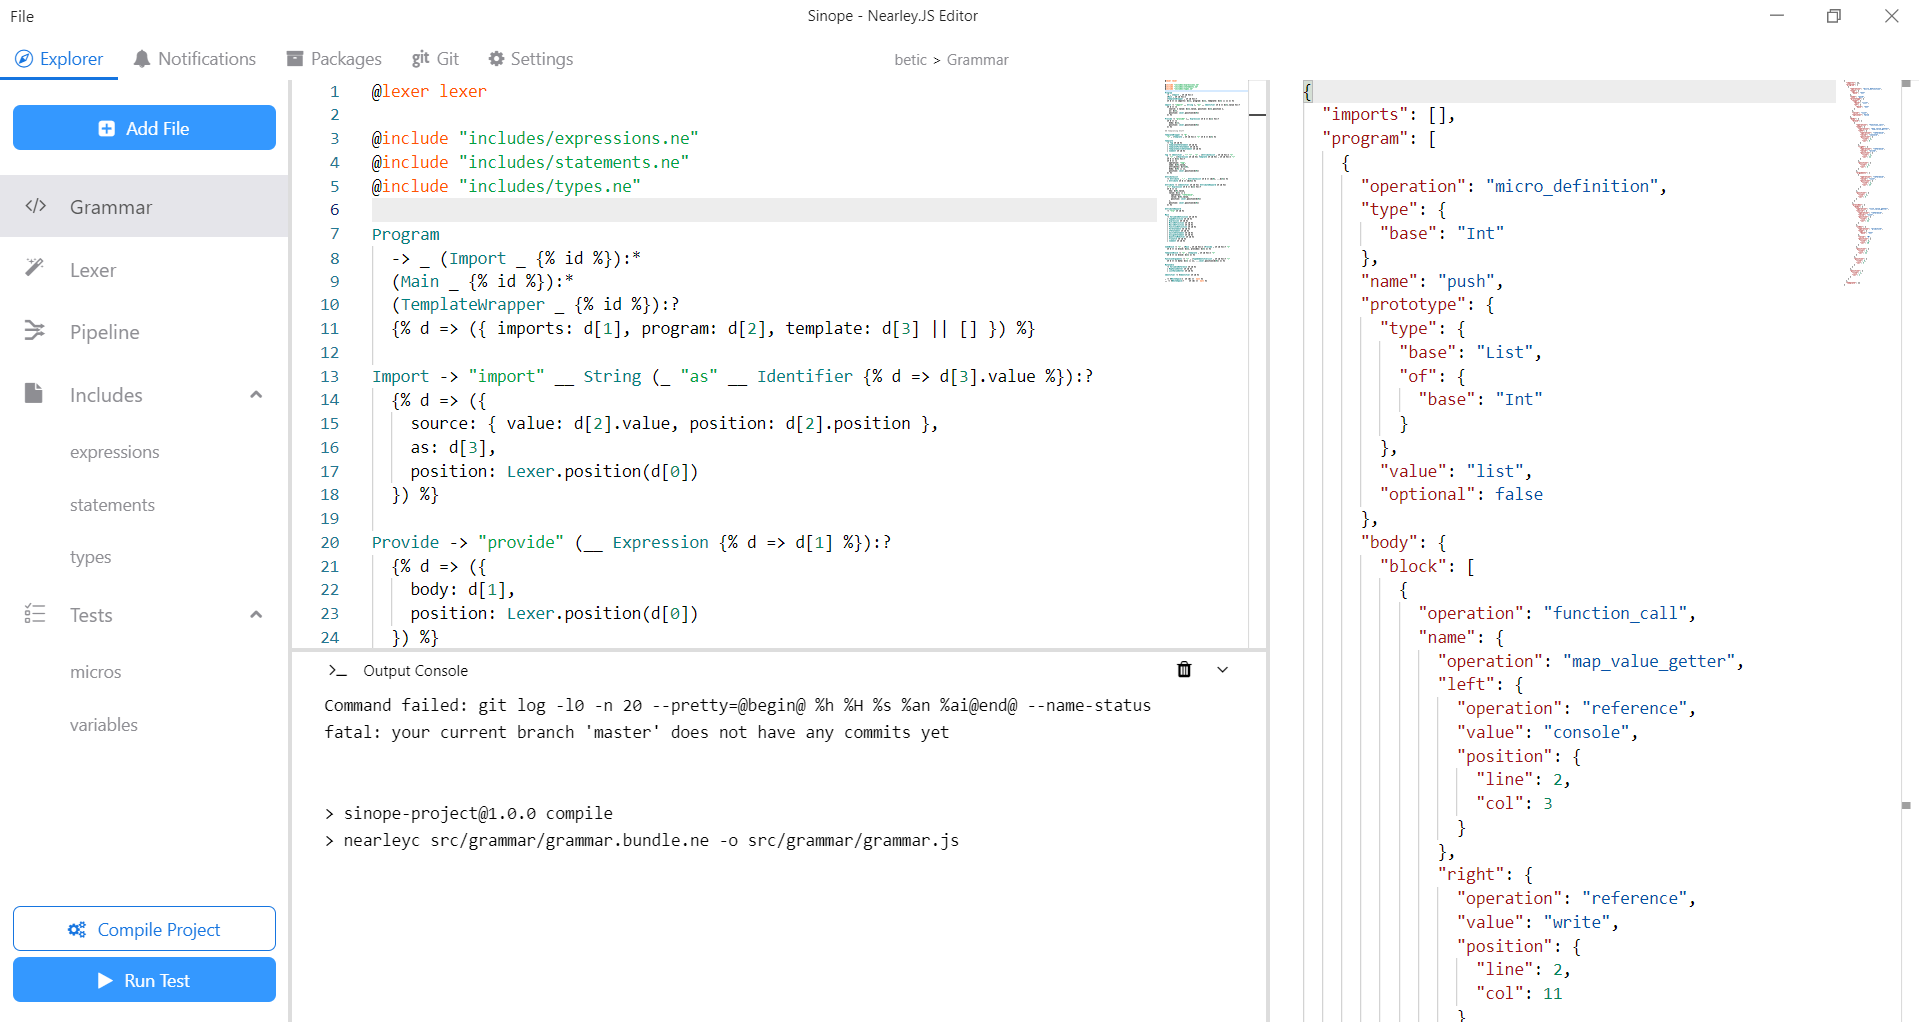 File
Sinope - Nearley.JS Editor
Explorer
Notifications
Packages
git Git
Settings
betic > Grammar
Add File
</> Grammar
Lexer
Pipeline
Includes
expressions
statements
types
Tests
micros
variables
Compile Project
Run Test
1 @lexer lexer
2
3 @include "includes/expressions.ne"
4 @include "includes/statements.ne"
5 @include "includes/types.ne"
6
7 Program
8   -> _ (Import _ {% id %}):*
9   (Main _ {% id %}):*
10   (TemplateWrapper _ {% id %}):?
11   {% d => ({ imports: d[1], program: d[2], template: d[3] || [] }) %}
12
13 Import -> "import" __ String (_ "as" __ Identifier {% d => d[3].value %}):?
14   {% d => ({
15     source: { value: d[2].value, position: d[2].position },
16     as: d[3],
17     position: Lexer.position(d[0])
18   }) %}
19
20 Provide -> "provide" (__ Expression {% d => d[1] %}):?
21   {% d => ({
22     body: d[1],
23     position: Lexer.position(d[0])
24   }) %}
>_ Output Console
Command failed: git log -l0 -n 20 --pretty=@begin@ %h %H %s %an %ai@end@ --name-status
fatal: your current branch 'master' does not have any commits yet
> sinope-project@1.0.0 compile
> nearleyc src/grammar/grammar.bundle.ne -o src/grammar/grammar.js
{
  "imports": [],
  "program": [
    {
      "operation": "micro_definition",
      "type": {
        "base": "Int"
      },
      "name": "push",
      "prototype": {
        "type": {
          "base": "List",
          "of": {
            "base": "Int"
          }
        },
        "value": "list",
        "optional": false
      },
      "body": {
        "block": [
          {
            "operation": "function_call",
            "name": {
              "operation": "map_value_getter",
              "left": {
                "operation": "reference",
                "value": "console",
                "position": {
                  "line": 2,
                  "col": 3
                }
              },
              "right": {
                "operation": "reference",
                "value": "write",
                "position": {
                  "line": 2,
                  "col": 11
                }